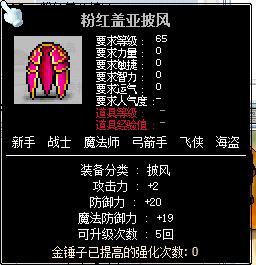 粉红盖亚披风
要求等级： 65
要求力量： 0
要求敏捷： 0
要求智力： 0
要求运气： 0
要求人气度： -
道具等级： -
道具经验值： -
新手 战士 魔法师 弓箭手 飞侠 海盗
装备分类 : 披风
攻击力 : +2
防御力 : +20
魔法防御力 : +19
可升级次数 : 5回
金锤子已提高的强化次数: 0